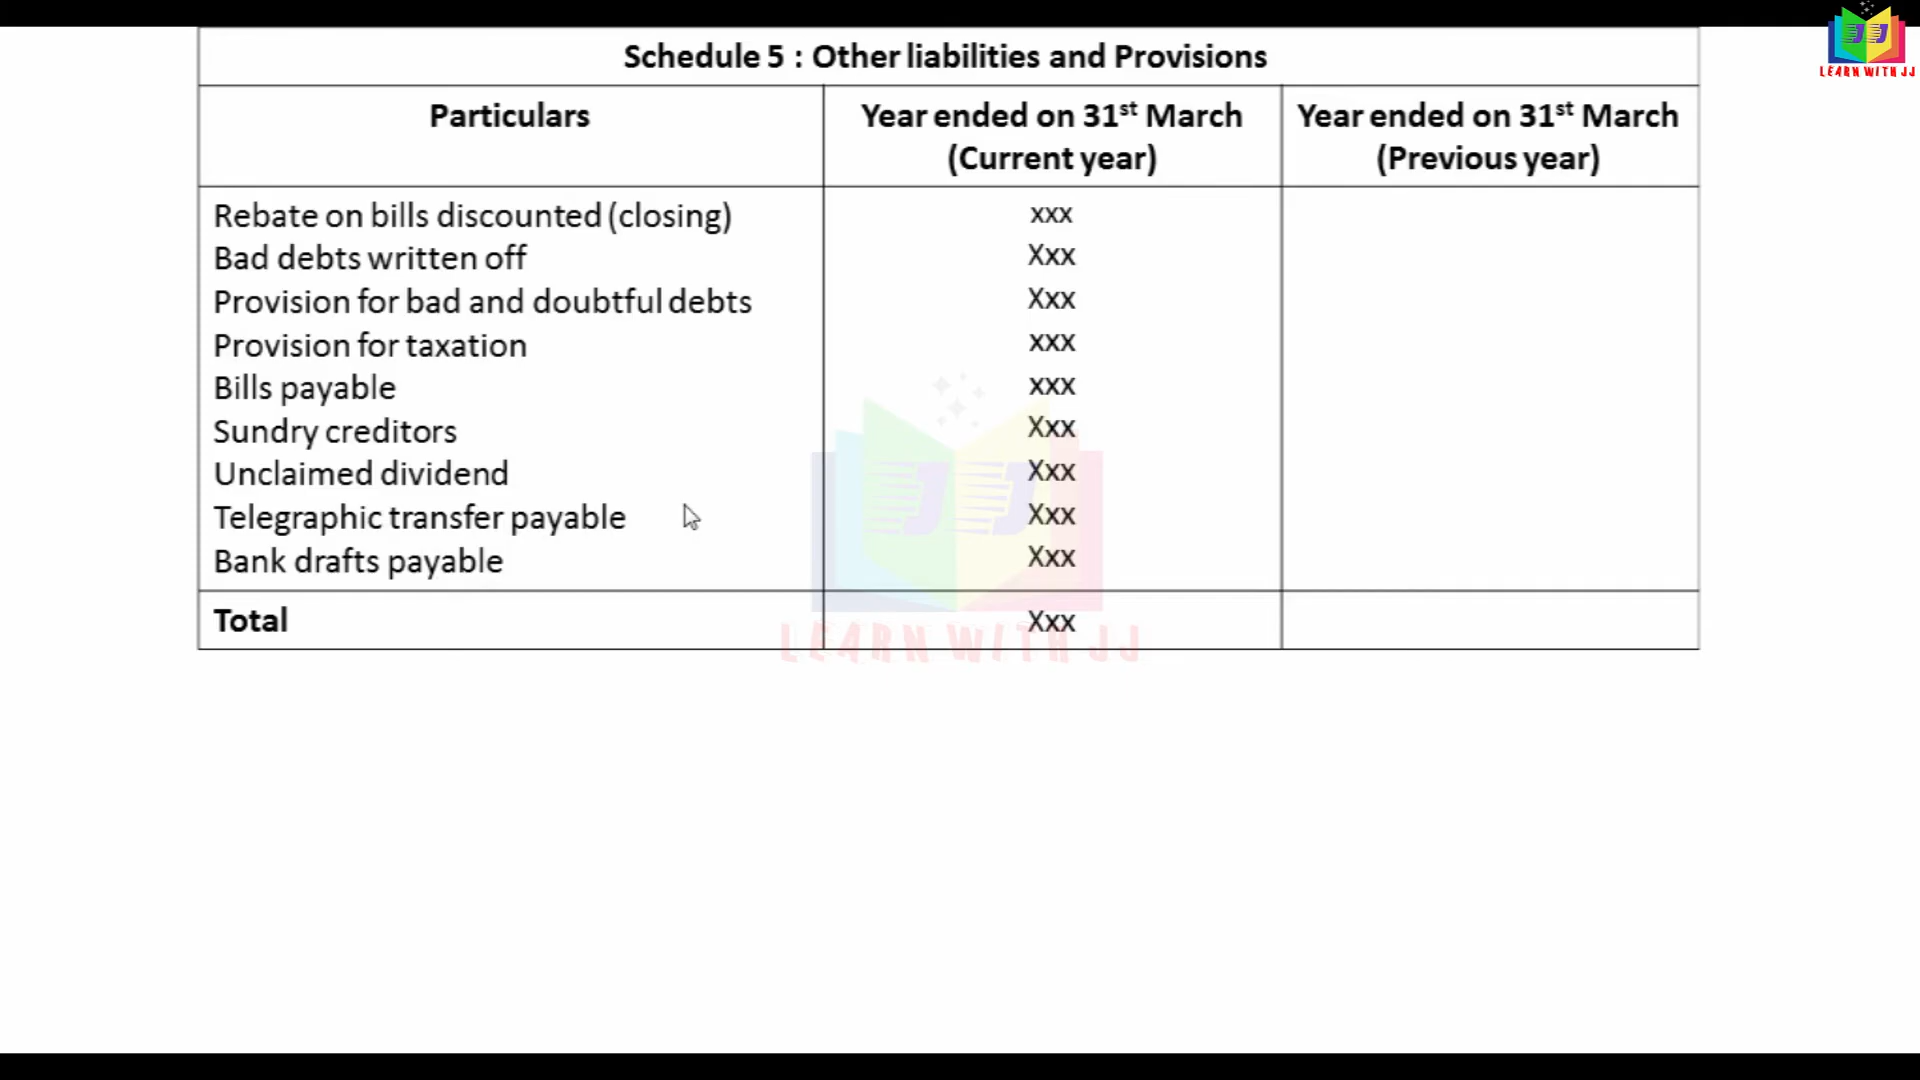 LEARN WITH JJ
Schedule 5 : Other liabilities and Provisions
Particulars
Year ended on 31st March
(Current year)
Year ended on 31st March
(Previous year)
Rebate on bills discounted (closing) xxx
Bad debts written off Xxx
Provision for bad and doubtful debts Xxx
Provision for taxation xxx
Bills payable xxx
Sundry creditors Xxx
Unclaimed dividend Xxx
Telegraphic transfer payable Xxx
Bank drafts payable Xxx
Total Xxx
LEARN WITH JJ